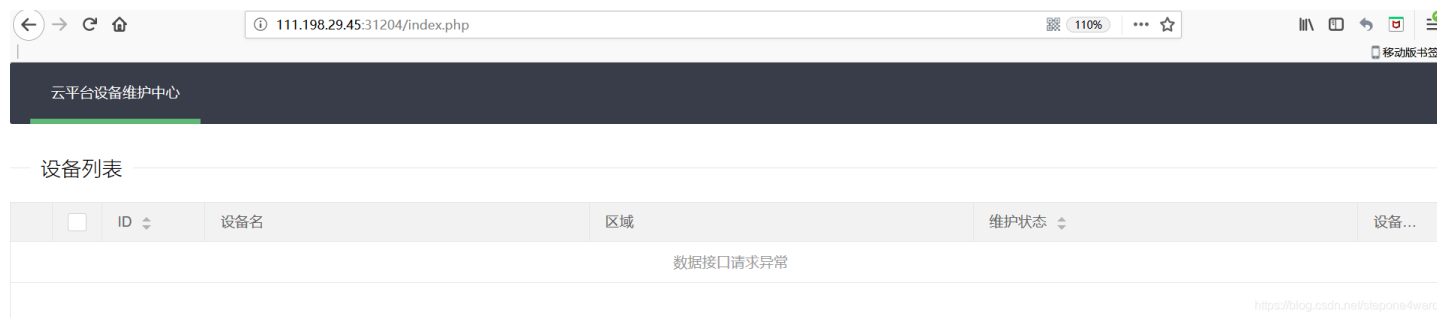 111.198.29.45:31204/index.php 110%
移动版书签
云平台设备维护中心
设备列表
ID 设备名 区域 维护状态 设备...
数据接口请求异常
https://blog.csdn.net/stepone4ward